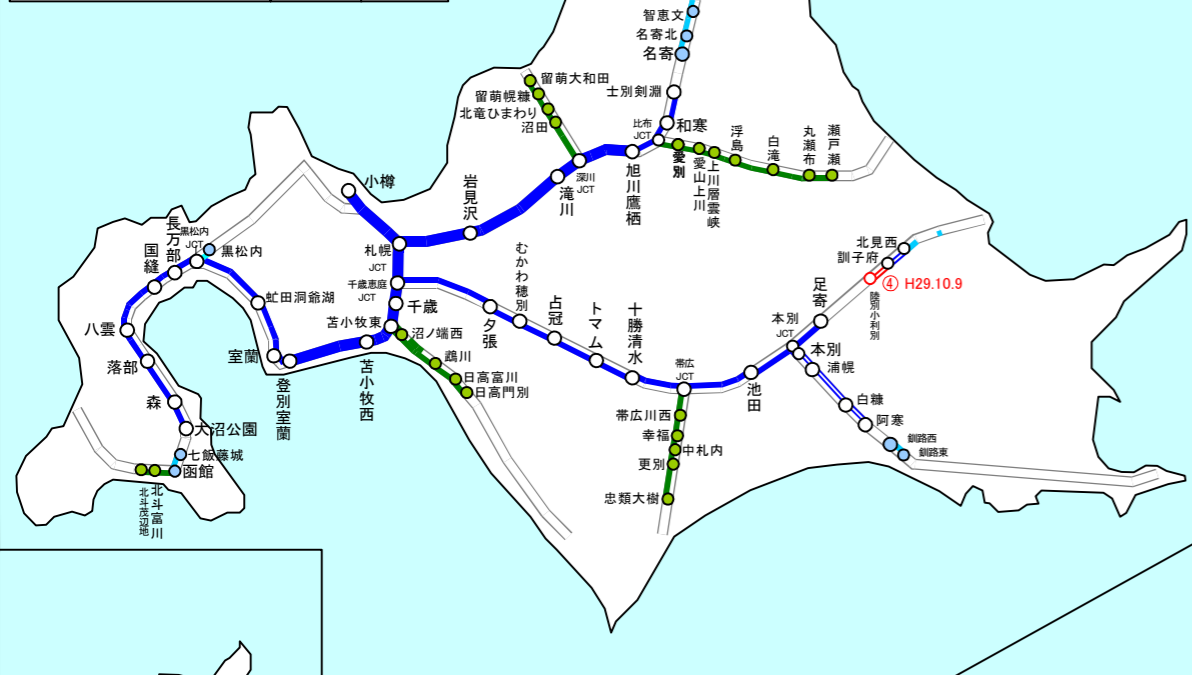 智恵文
名寄北
名寄
士別剣淵
和寒
比布
JCT
留萌大和田
留萌幌糠
北竜ひまわり
沼田
深川
JCT
旭川鷹栖
愛別
愛山上川
上川層雲峡
浮島
白滝
丸瀬布
瀬戸瀬
滝川
岩見沢
小樽
札幌
JCT
千歳恵庭
JCT
千歳
苫小牧東
沼ノ端西
鵡川
日高富川
日高門別
苫小牧西
登別室蘭
室蘭
虻田洞爺湖
黒松内
黒松内
JCT
長万部
国縫
八雲
落部
森
大沼公園
七飯藤城
函館
北斗富川
北斗茂辺地
夕張
むかわ穂別
占冠
トマム
十勝清水
帯広
JCT
帯広川西
幸福
中札内
更別
忠類大樹
池田
本別
JCT
本別
浦幌
白糠
阿寒
釧路西
釧路東
足寄
陸別小利別
④ H29.10.9
訓子府
北見西